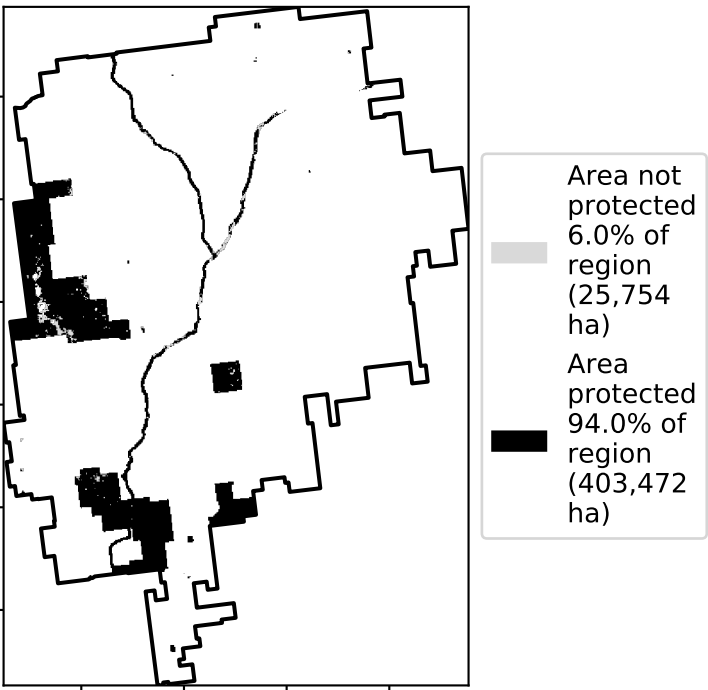 Area not
protected
6.0% of
region
(25,754
ha)
Area
protected
94.0% of
region
(403,472
ha)